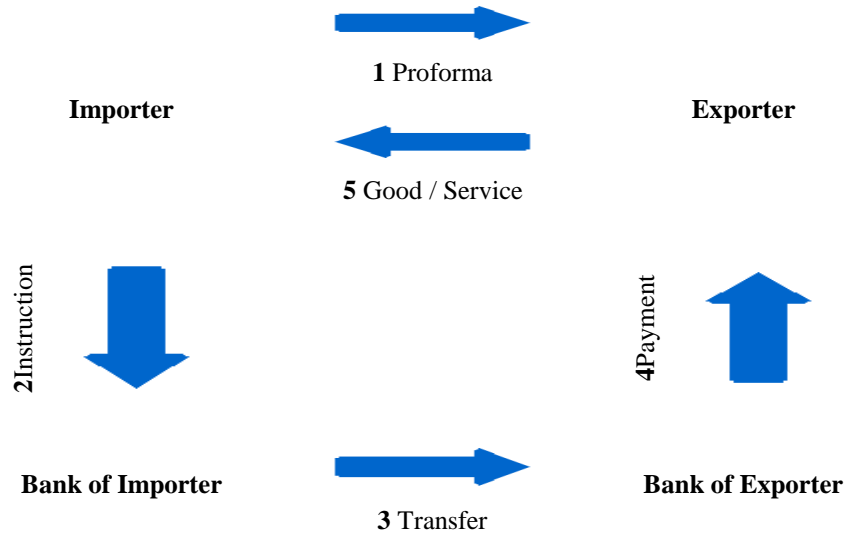 1 Proforma
Importer
Exporter
5 Good / Service
2Instruction
4Payment
Bank of Importer
Bank of Exporter
3 Transfer